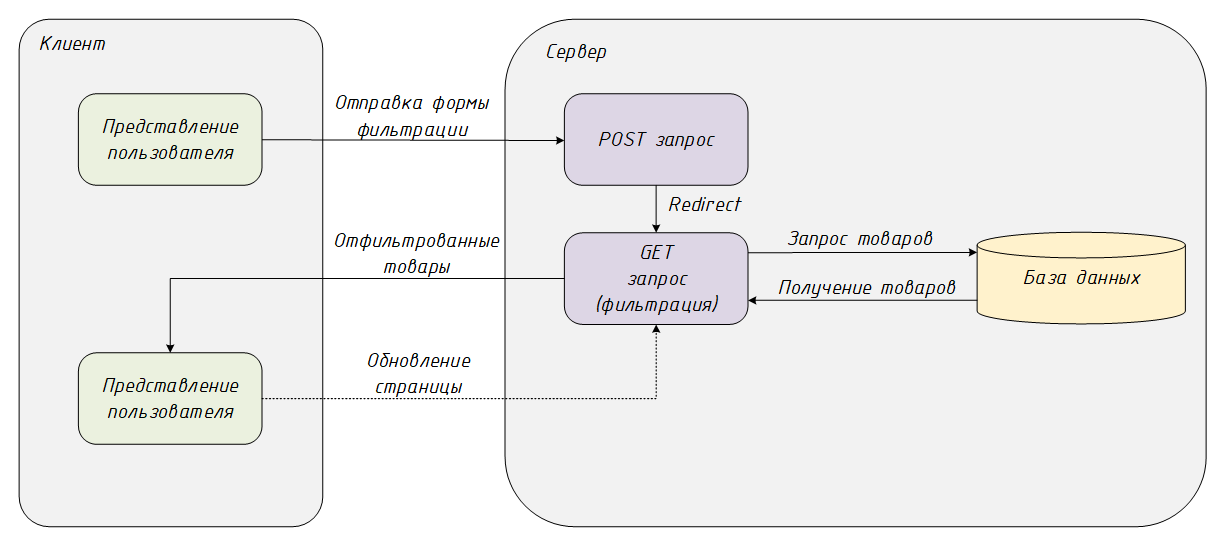 Клиент
Сервер
Представление
пользователя
Отправка формы
фильтрации
POST запрос
Redirect
Отфильтрованные
товары
GET
запрос
(фильтрация)
Запрос товаров
Получение товаров
База данных
Представление
пользователя
Обновление
страницы